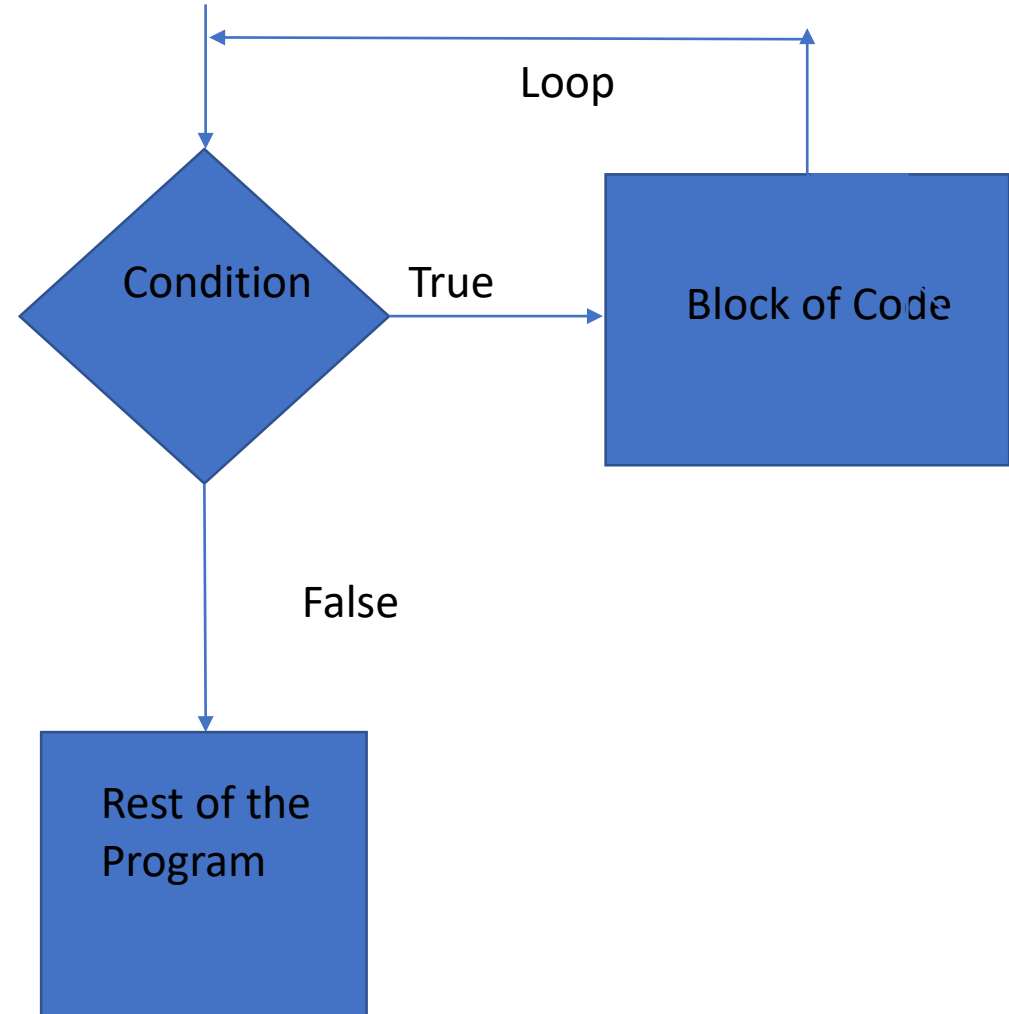 Loop
Condition
True
Block of Code
False
Rest of the
Program